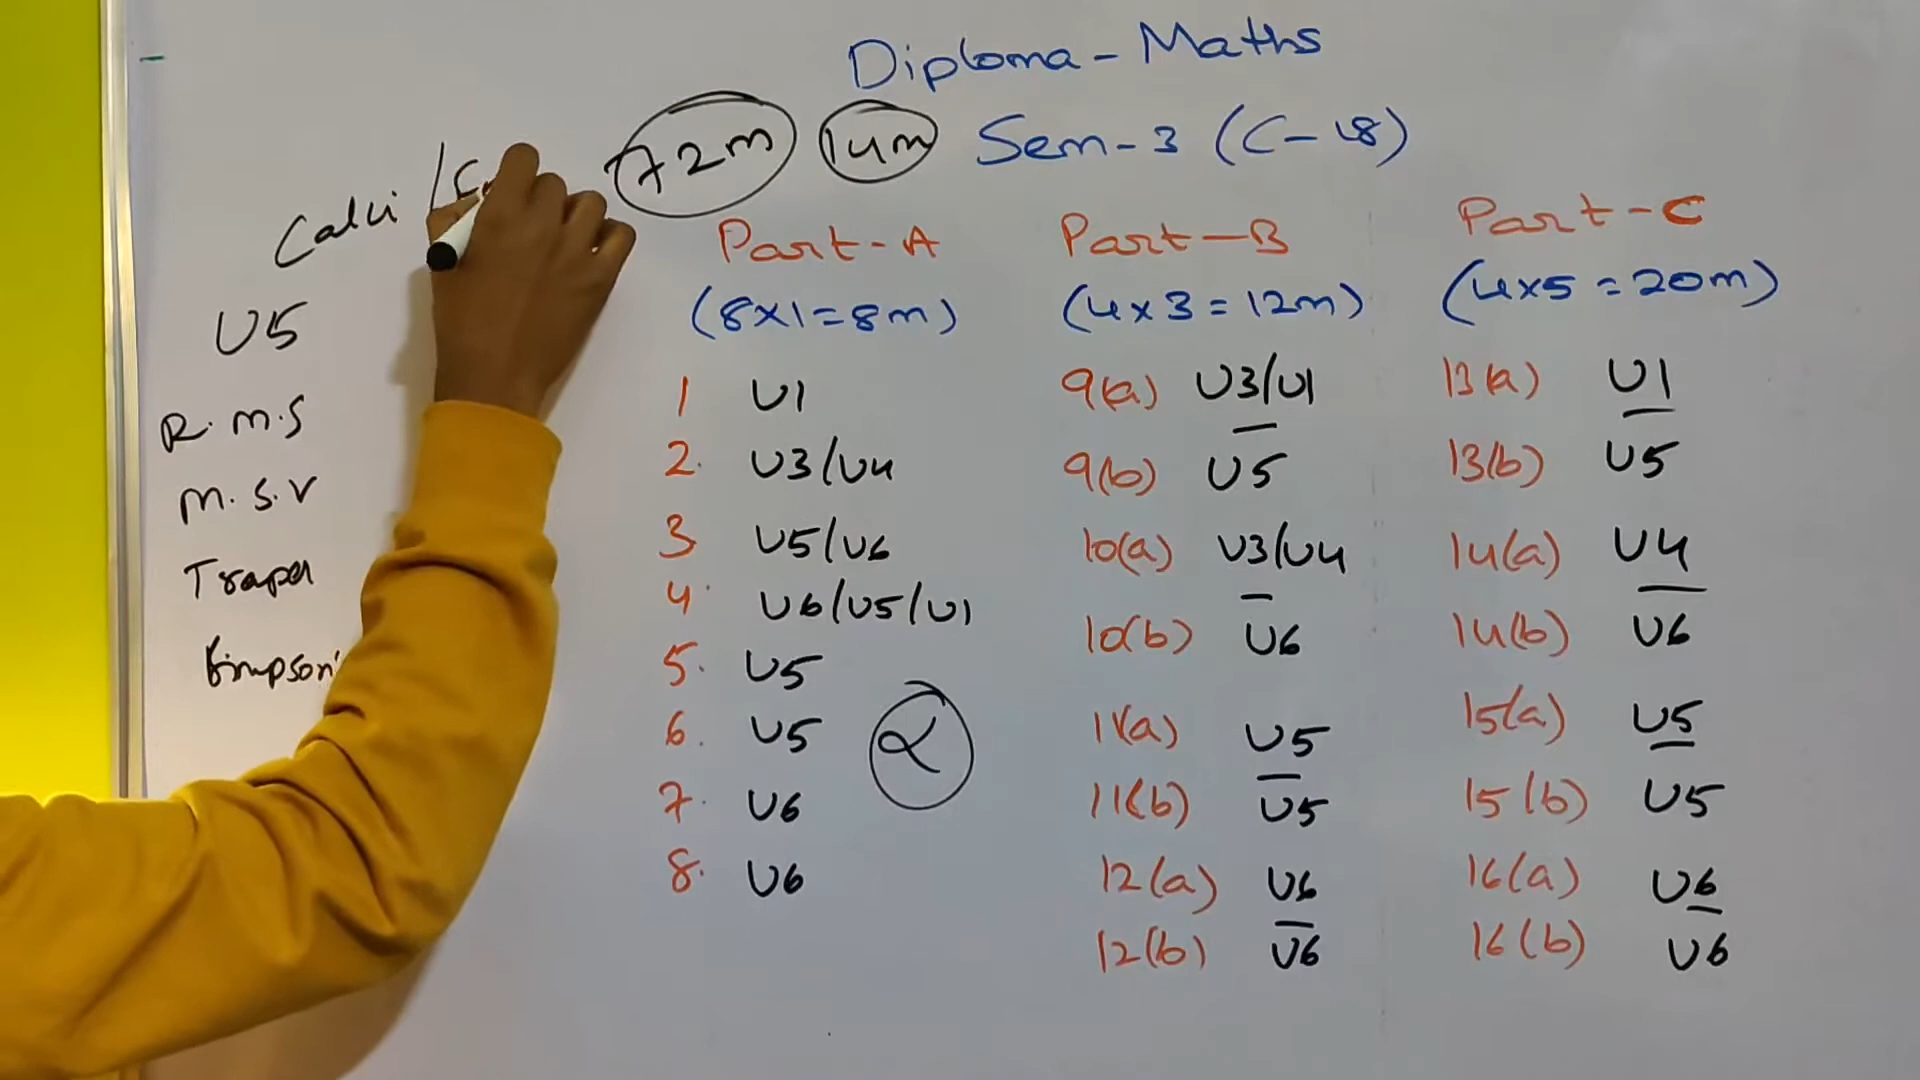 Diploma - Maths
Sem - 3 (C-18)
72m 14m
Calci /
U5
R.M.S
M.S.V
Simpson's
Part - A
(8x1=8m)
1 U1
2. U3/U4
3 U5/U6
4 U6/U5/U1
5. U5
6. U5
7. U6
8. U6
α
Part - B
(4x3=12m)
9(a) U3/U1
9(b) U5
10(a) U3/U4
10(b) U6
11(a) U5
11(b) U5
12(a) U6
12(b) U6
Part - C
(4x5=20m)
13(a) U1
13(b) U5
14(a) U4
14(b) U6
15(a) U5
15(b) U5
16(a) U6
16(b) U6